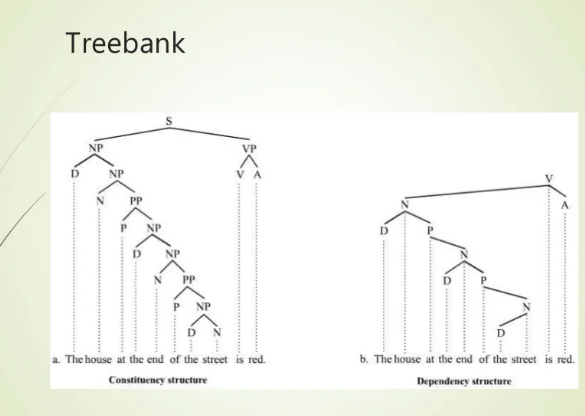 Treebank
S
NP VP
D NP V A
N PP
P NP
D NP
N PP
P NP
D N
a. The house at the end of the street is red.
Constituency structure
V
N A
D P
N
D P
N
D
b. The house at the end of the street is red.
Dependency structure